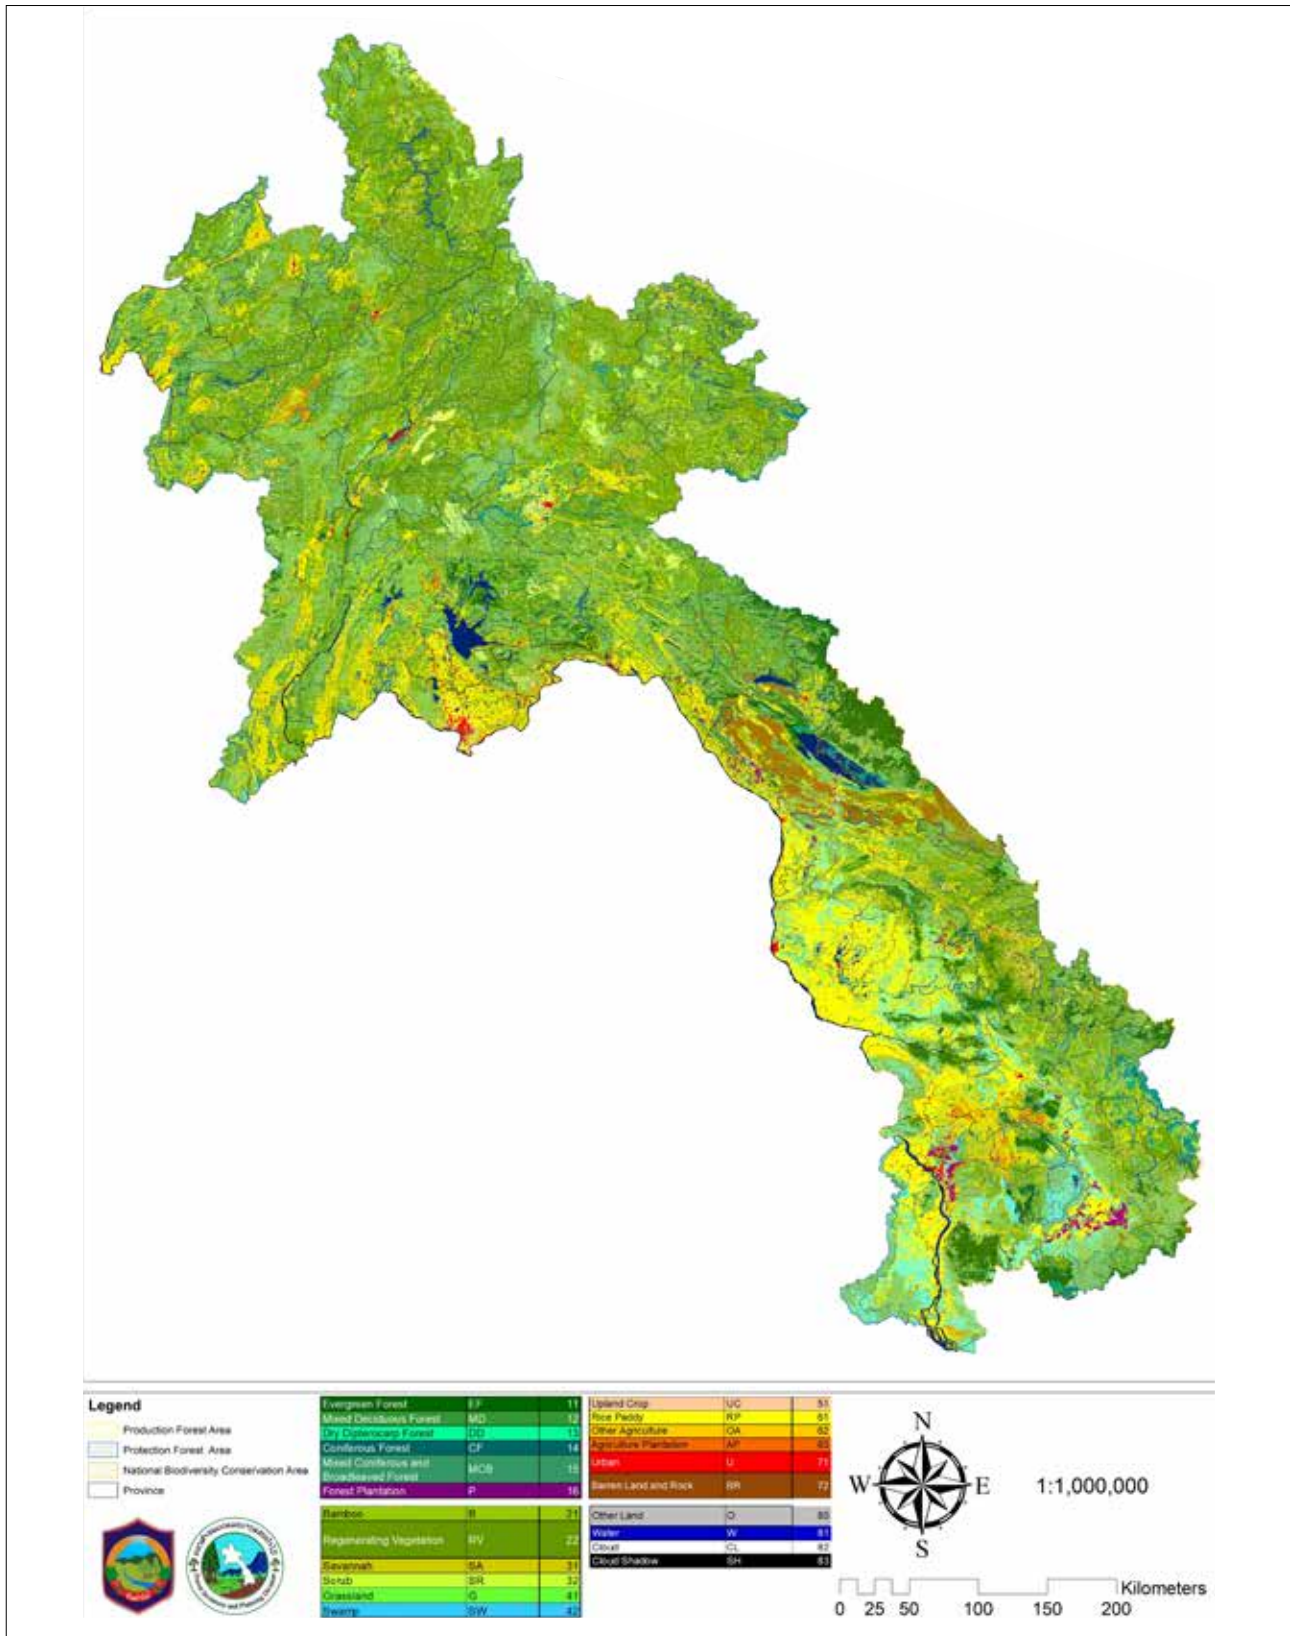 Legend
Production Forest Area
Protection Forest Area
National Biodiversity Conservation Area
Province
Evergreen Forest EF 11
Mixed Deciduous Forest MD 12
Dry Dipterocarp Forest DD 13
Coniferous Forest CF 14
Mixed Coniferous and
Broadleaved Forest MCB 15
Forest Plantation P 16
Bamboo B 21
Regenerating Vegetation RV 22
Savannah SA 31
Scrub SR 32
Grassland G 41
Swamp SW 42
Upland Crop UC 51
Rice Paddy RP 61
Other Agriculture OA 62
Agriculture Plantation AP 63
Urban U 71
Barren Land and Rock BR 72
Other Land O 80
Water W 81
Cloud CL 82
Cloud Shadow SH 83
N
W E
S
1:1,000,000
Kilometers
0 25 50 100 150 200